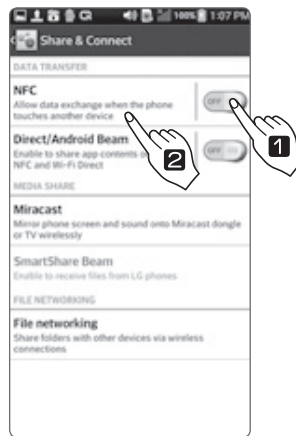 100% 1:07 PM
Share & Connect
DATA TRANSFER
NFC
Allow data exchange when the phone
touches another device
OFF
1
Direct/Android Beam
Enable to share app contents
NFC and Wi-Fi Direct
OFF
2
MEDIA SHARE
Miracast
Mirror phone screen and sound onto Miracast dongle
or TV wirelessly
SmartShare Beam
Enable to receive files from LG phones
FILE NETWORKING
File networking
Share folders with other devices via wireless
connections